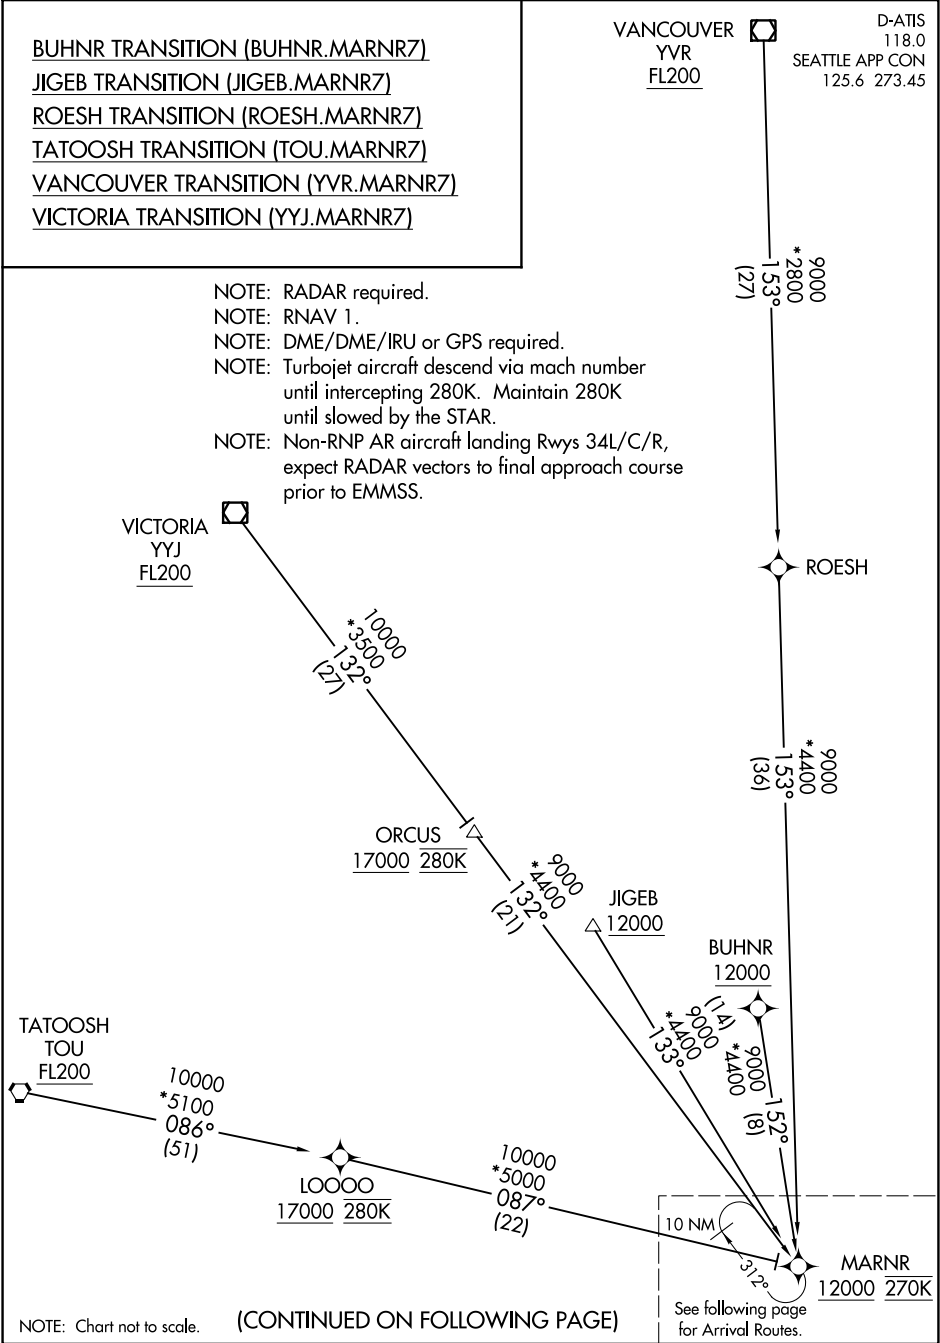 BUHNR TRANSITION (BUHNR.MARNR7)
JIGEB TRANSITION (JIGEB.MARNR7)
ROESH TRANSITION (ROESH.MARNR7)
TATOOSH TRANSITION (TOU.MARNR7)
VANCOUVER TRANSITION (YVR.MARNR7)
VICTORIA TRANSITION (YYJ.MARNR7)
VANCOUVER
YVR
FL200
D-ATIS
118.0
SEATTLE APP CON
125.6 273.45
9000
*2800
153°
(27)
NOTE: RADAR required.
NOTE: RNAV 1.
NOTE: DME/DME/IRU or GPS required.
NOTE: Turbojet aircraft descend via mach number
until intercepting 280K. Maintain 280K
until slowed by the STAR.
NOTE: Non-RNP AR aircraft landing Rwys 34L/C/R,
expect RADAR vectors to final approach course
prior to EMMSS.
VICTORIA
YYJ
FL200
ROESH
10000
*3500
132°
(27)
9000
*4400
153°
(36)
ORCUS
17000 280K
9000
*4400
132°
(21)
JIGEB
12000
BUHNR
12000
(14)
9000
*4400
133°
9000
*4400
152°
(8)
TATOOSH
TOU
FL200
10000
*5100
086°
(51)
LOOOO
17000 280K
10000
*5000
087°
(22)
10 NM
312°
MARNR
12000 270K
See following page
for Arrival Routes.
NOTE: Chart not to scale.
(CONTINUED ON FOLLOWING PAGE)